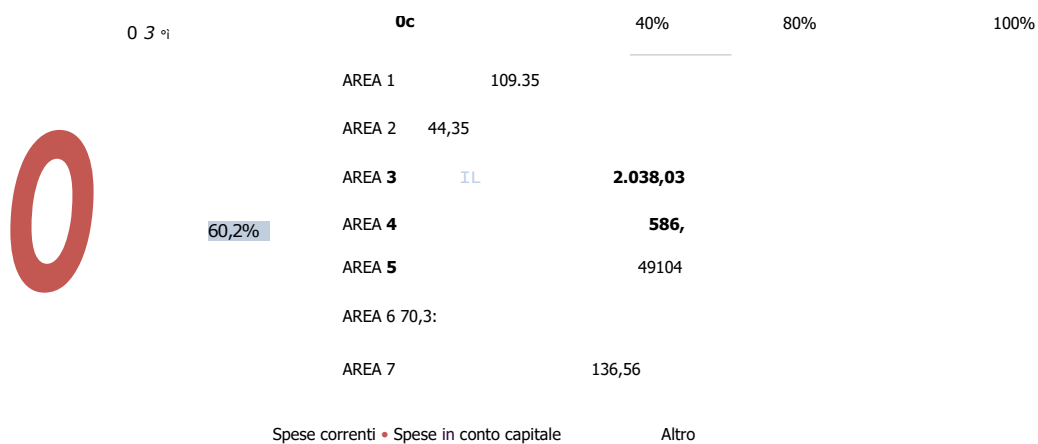 0 3 °ì
0c 40% 80% 100%
AREA 1 109.35
AREA 2 44,35
0
AREA 3 IL 2.038,03
AREA 4 586,
60,2%
AREA 5 49104
AREA 6 70,3:
AREA 7 136,56
Spese correnti • Spese in conto capitale Altro